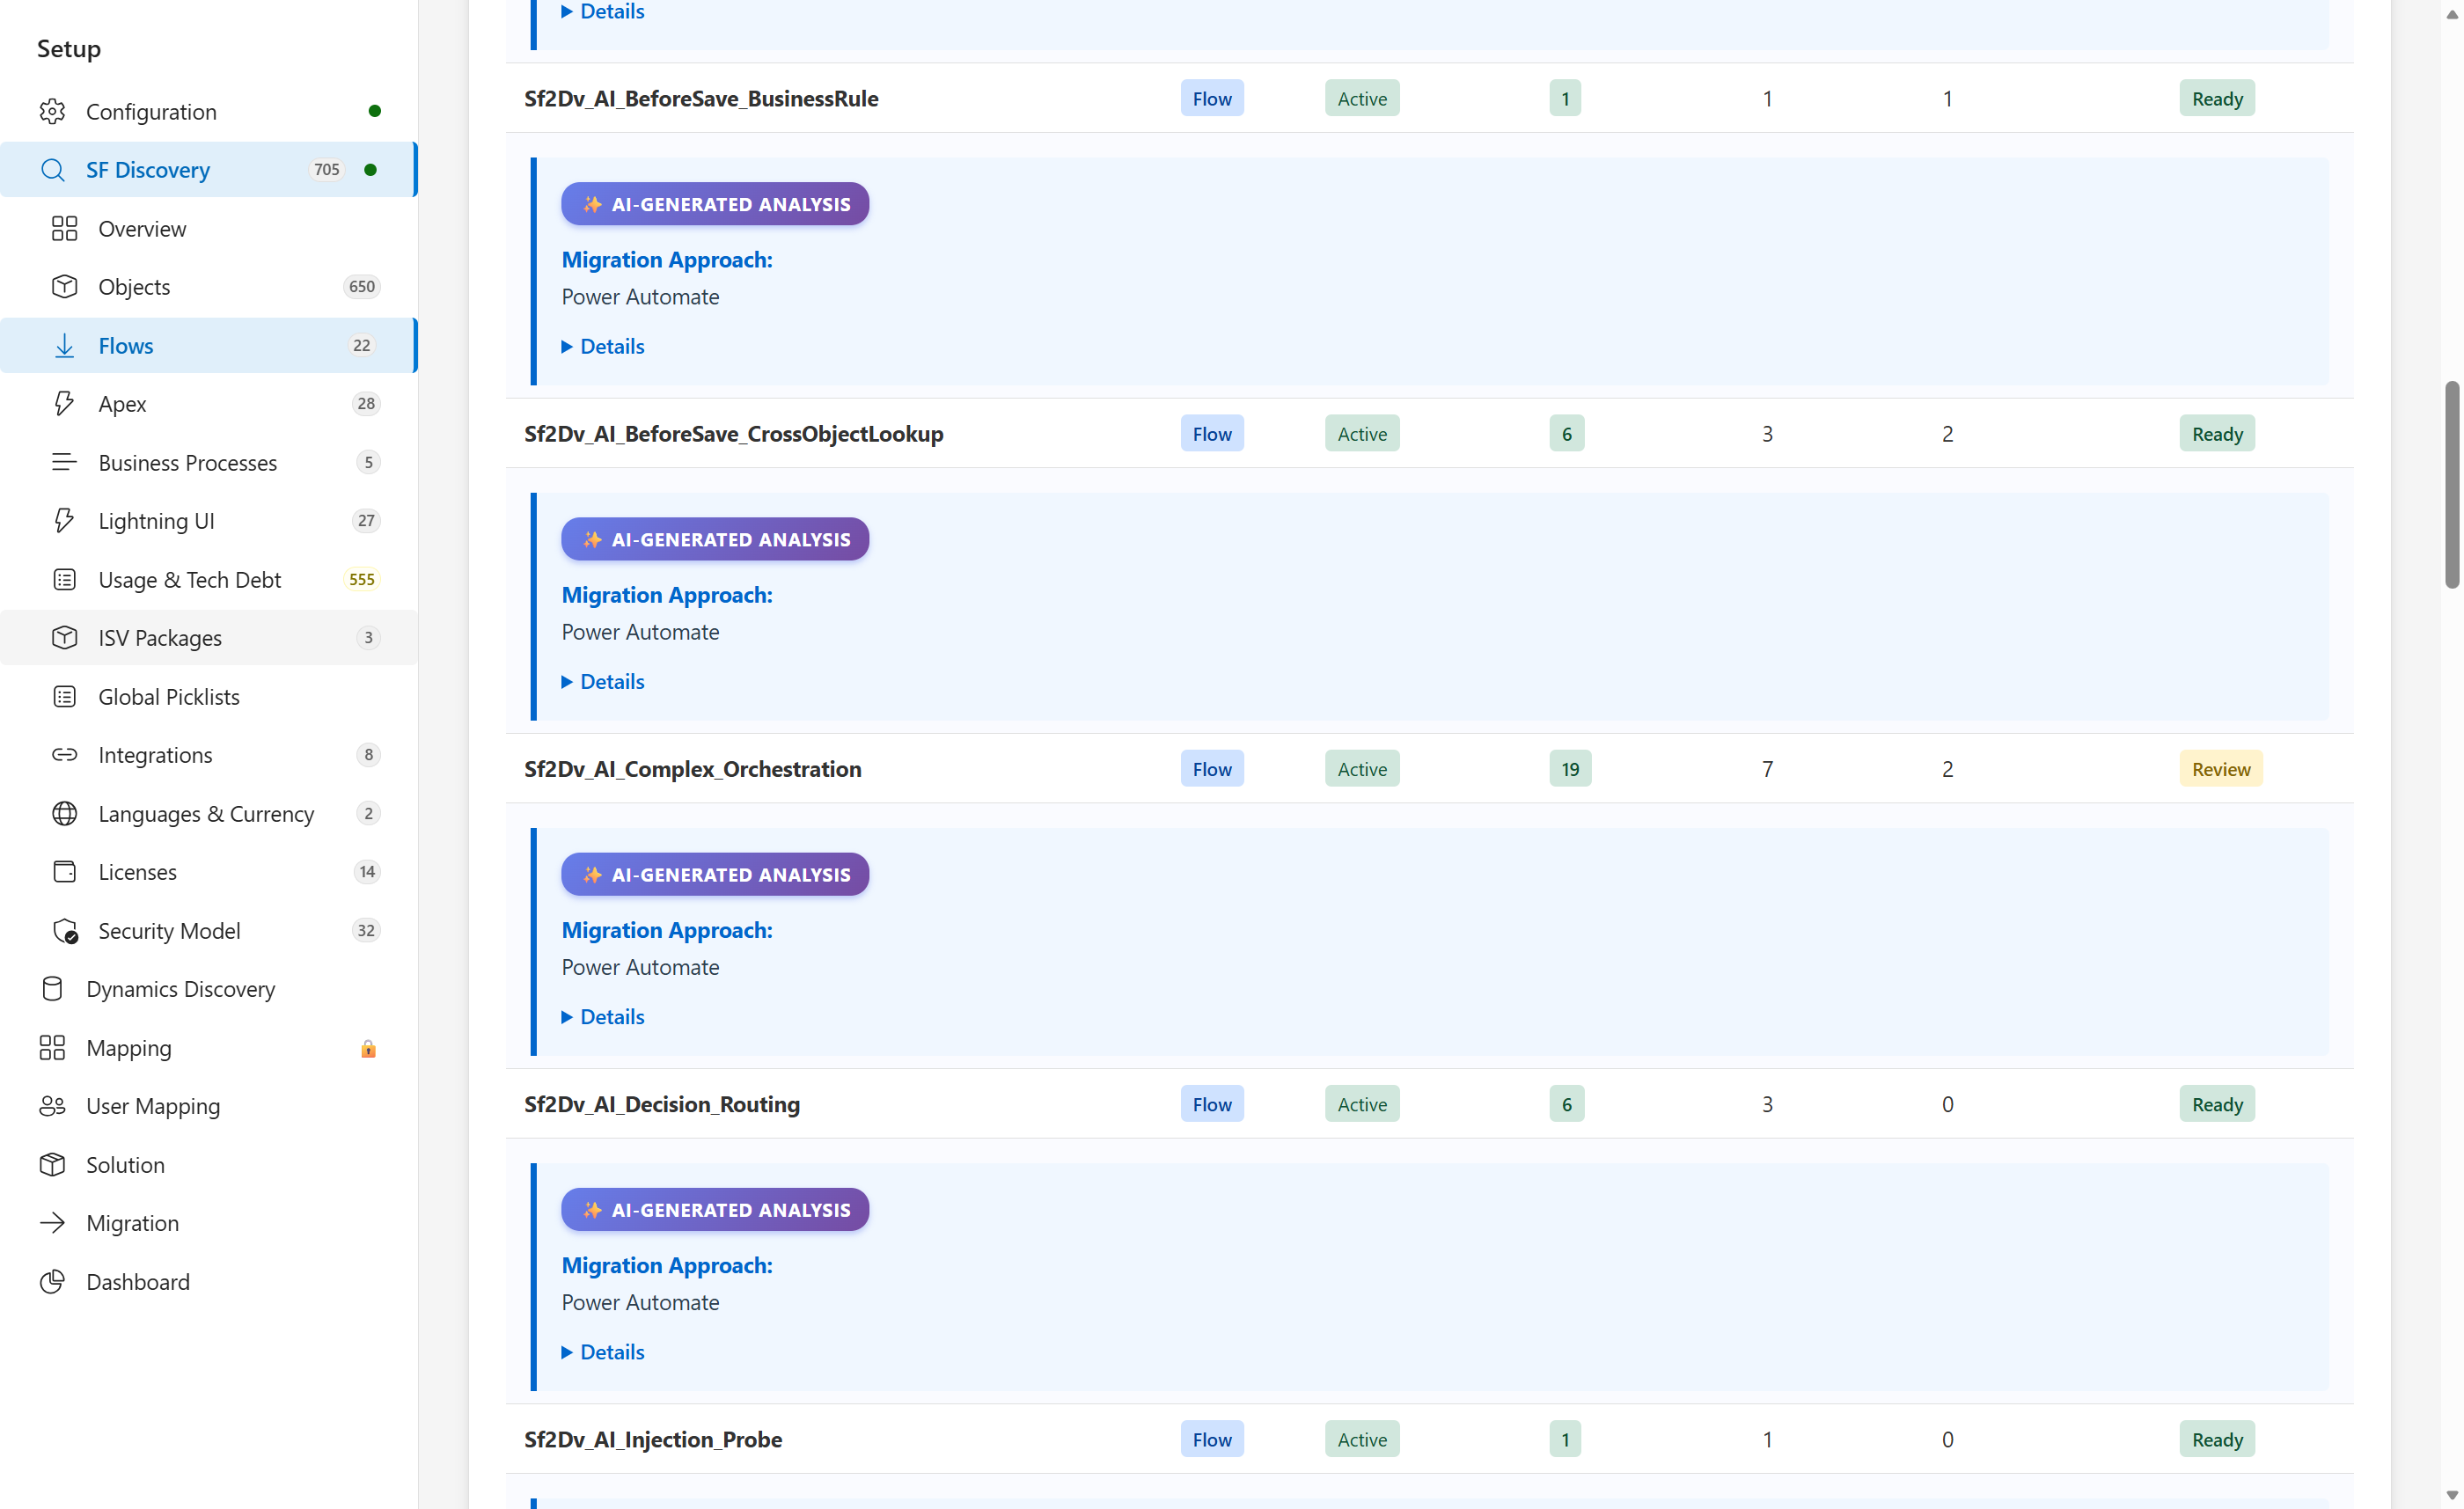 Setup
Configuration
SF Discovery 705
Overview
Objects 650
Flows 22
Apex 28
Business Processes 5
Lightning UI 27
Usage & Tech Debt 555
ISV Packages 3
Global Picklists
Integrations 8
Languages & Currency 2
Licenses 14
Security Model 32
Dynamics Discovery
Mapping
User Mapping
Solution
Migration
Dashboard
Details
Sf2Dv_AI_BeforeSave_BusinessRule Flow Active 1 1 1 Ready
✨ AI-GENERATED ANALYSIS
Migration Approach:
Power Automate
Details
Sf2Dv_AI_BeforeSave_CrossObjectLookup Flow Active 6 3 2 Ready
✨ AI-GENERATED ANALYSIS
Migration Approach:
Power Automate
Details
Sf2Dv_AI_Complex_Orchestration Flow Active 19 7 2 Review
✨ AI-GENERATED ANALYSIS
Migration Approach:
Power Automate
Details
Sf2Dv_AI_Decision_Routing Flow Active 6 3 0 Ready
✨ AI-GENERATED ANALYSIS
Migration Approach:
Power Automate
Details
Sf2Dv_AI_Injection_Probe Flow Active 1 1 0 Ready